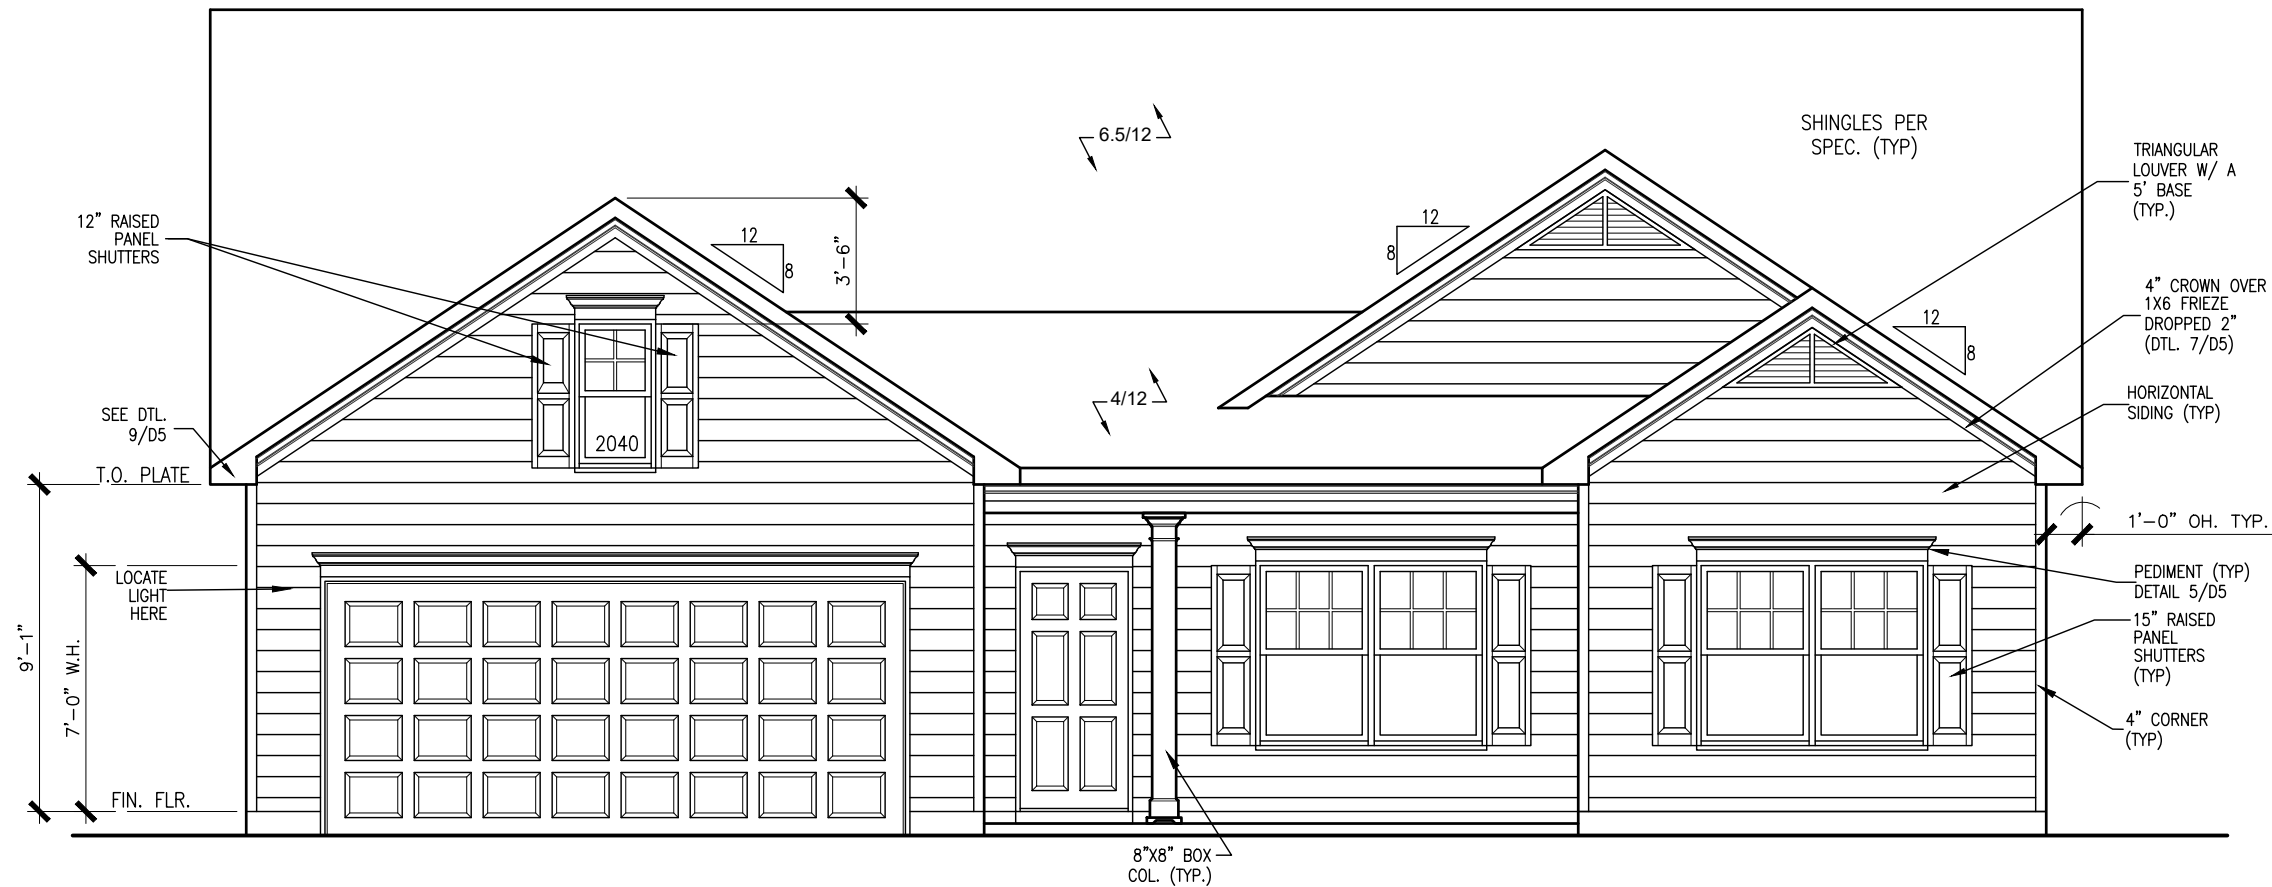 6.5/12
SHINGLES PER
SPEC. (TYP)
TRIANGULAR
LOUVER W/ A
5' BASE
(TYP.)
12" RAISED
PANEL
SHUTTERS
12
8
3'-6"
12
8
4" CROWN OVER
1X6 FRIEZE
DROPPED 2"
(DTL. 7/D5)
12
8
4/12
HORIZONTAL
SIDING (TYP)
SEE DTL.
9/D5
2040
T.O. PLATE
1'-0" OH. TYP.
LOCATE
LIGHT
HERE
PEDIMENT (TYP)
DETAIL 5/D5
15" RAISED
PANEL
SHUTTERS
(TYP)
9'-1"
7'-0" W.H.
4" CORNER
(TYP)
FIN. FLR.
8"X8" BOX
COL. (TYP.)